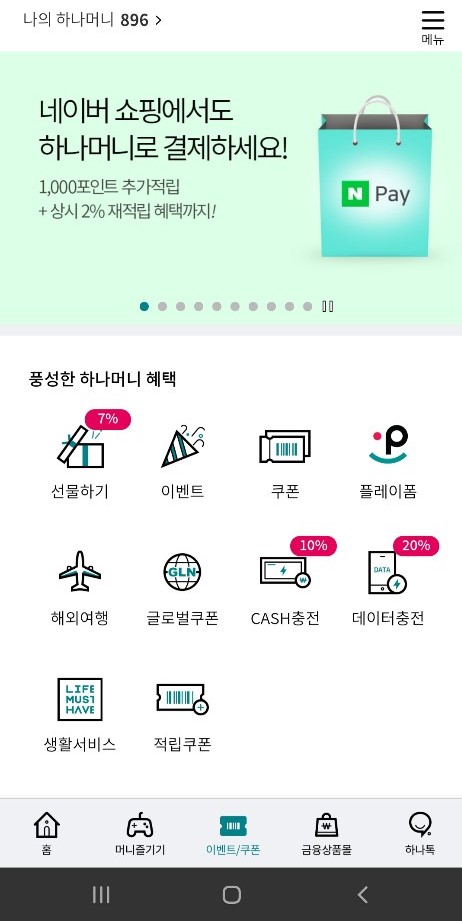 나의 하나머니 896 >
메뉴
네이버 쇼핑에서도
하나머니로 결제하세요!
1,000포인트 추가적립
+ 상시 2% 재적립 혜택까지!
N Pay
풍성한 하나머니 혜택
7%
선물하기 이벤트 쿠폰 플레이폼
10% 20%
GLN DATA
해외여행 글로벌쿠폰 CASH충전 데이터충전
LIFE
MUST
HAVE
생활서비스 적립쿠폰
홈 머니즐기기 이벤트/쿠폰 금융상품몰 하나톡